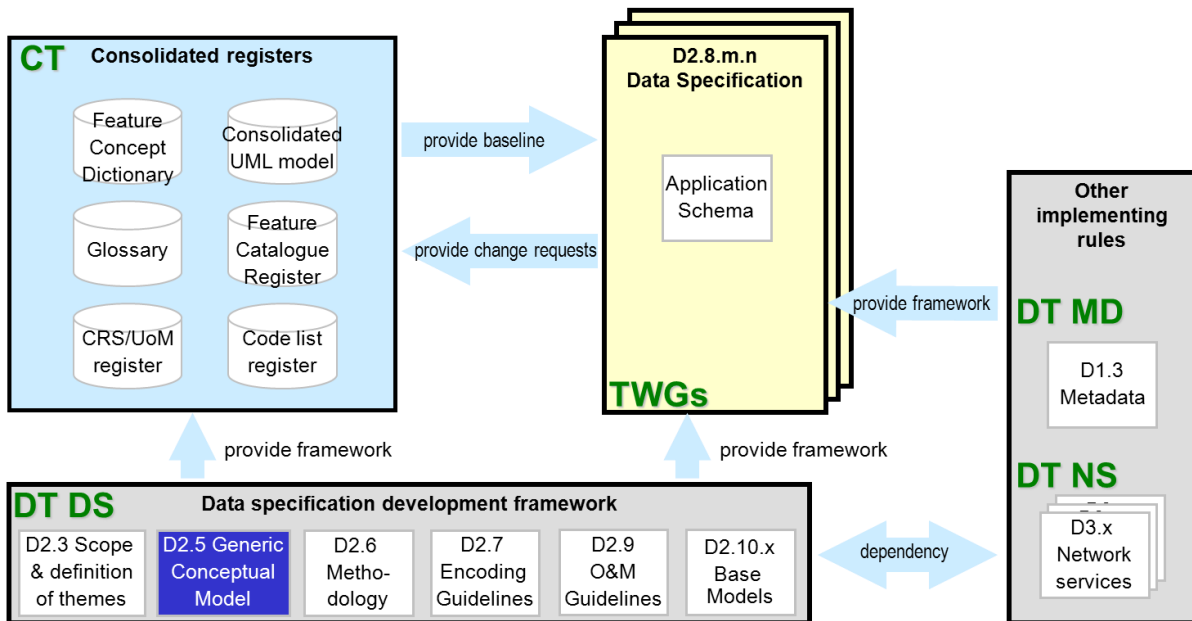 CT
Consolidated registers
Feature
Concept
Dictionary
Consolidated
UML model
Glossary
Feature
Catalogue
Register
CRS/UoM
register
Code list
register
provide baseline
provide change requests
D2.8.m.n
Data Specification
Application
Schema
TWGs
provide framework
Other
implementing
rules
DT MD
D1.3
Metadata
DT NS
D3.x
Network
services
provide framework
provide framework
DT DS
Data specification development framework
D2.3 Scope
& definition
of themes
D2.5 Generic
Conceptual
Model
D2.6
Metho-
dology
D2.7
Encoding
Guidelines
D2.9
O&M
Guidelines
D2.10.x
Base
Models
dependency